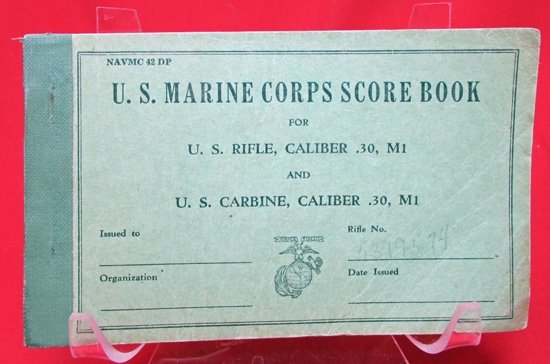 NAVMC 42 DP
U. S. MARINE CORPS SCORE BOOK
FOR
U. S. RIFLE, CALIBER .30, M1
AND
U. S. CARBINE, CALIBER .30, M1
Issued to
Rifle No.
Organization
Date Issued